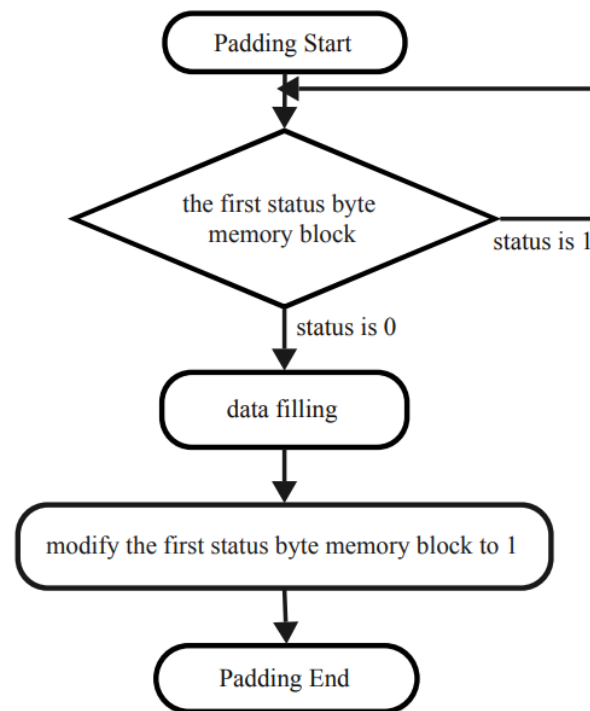 Padding Start
the first status byte
memory block
status is 1
status is 0
data filling
modify the first status byte memory block to 1
Padding End